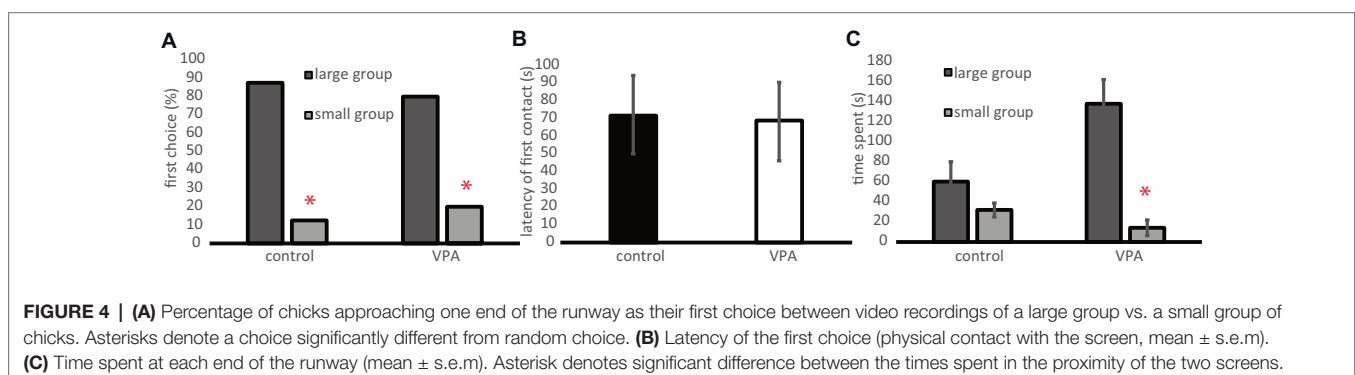 A
first choice (%)
100
90
80
70
60
50
40
30
20
10
0
large group
small group
*
*
control
VPA
B
latency of first contact (s)
100
90
80
70
60
50
40
30
20
10
0
control
VPA
C
time spent (s)
180
160
140
120
100
80
60
40
20
0
large group
small group
*
control
VPA
FIGURE 4 | (A) Percentage of chicks approaching one end of the runway as their first choice between video recordings of a large group vs. a small group of
chicks. Asterisks denote a choice significantly different from random choice. (B) Latency of the first choice (physical contact with the screen, mean ± s.e.m).
(C) Time spent at each end of the runway (mean ± s.e.m). Asterisk denotes significant difference between the times spent in the proximity of the two screens.